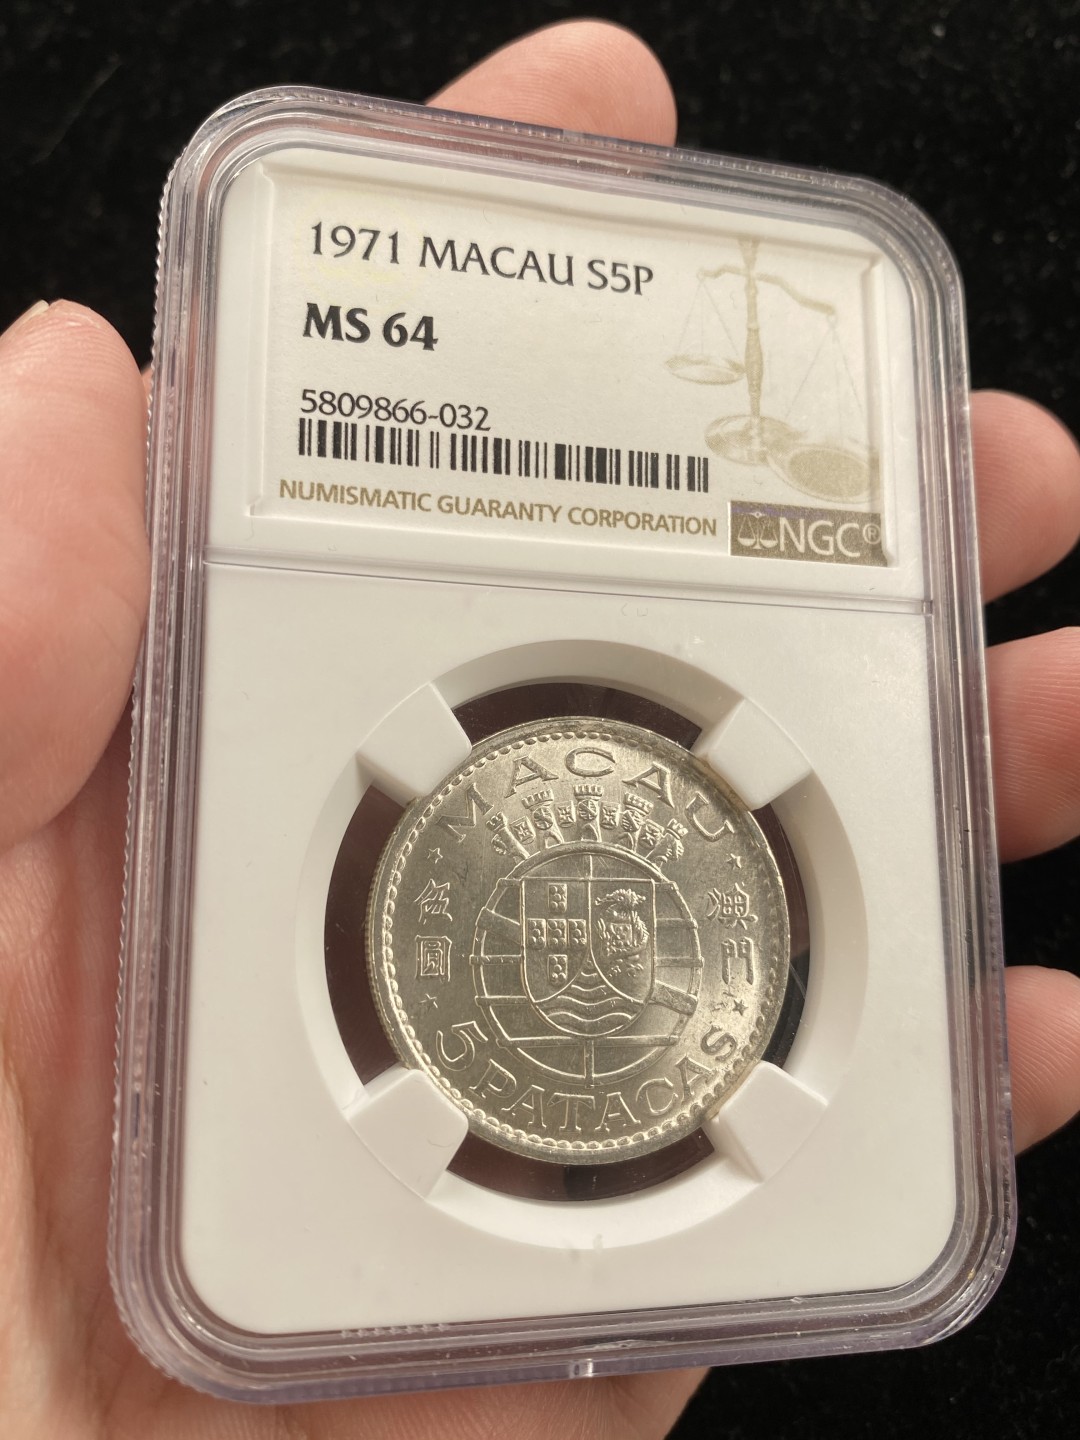 1971 MACAU S5P
MS 64
5809866-032
NUMISMATIC GUARANTY CORPORATION
NGC®
MACAU
伍圓
澳門
5 PATACAS